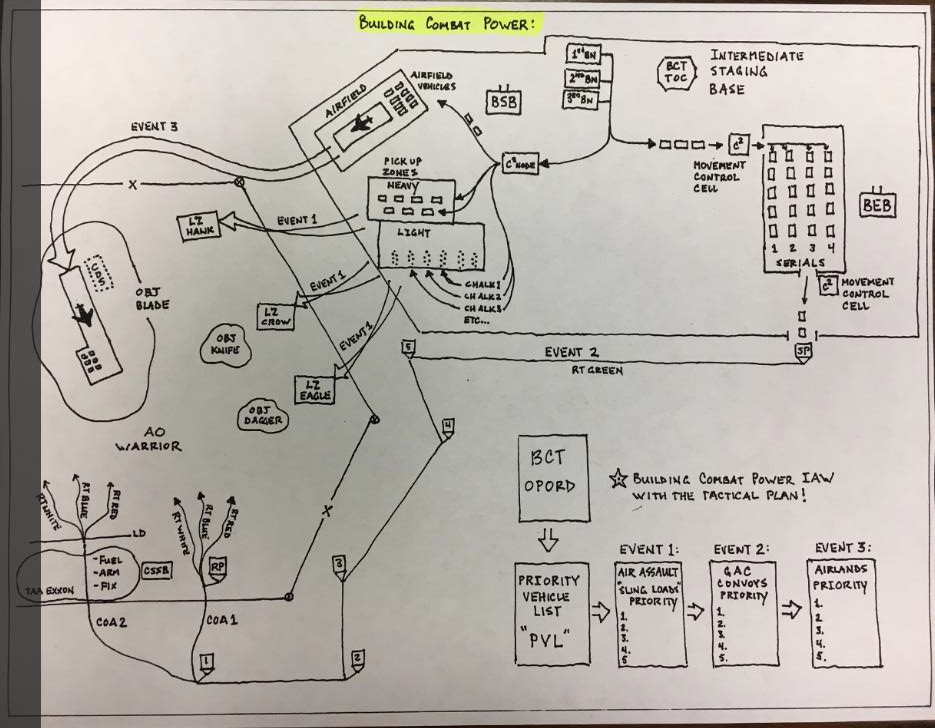 BUILDING COMBAT POWER:
1ST BN
2ND BN
3RD BN
BCT
TOC
INTERMEDIATE
STAGING
BASE
AIRFIELD
AIRFIELD
VEHICLES
BSB
EVENT 3
C² NODE
C²
MOVEMENT
CONTROL
CELL
BEB
PICK UP
ZONES
HEAVY
LIGHT
X
LZ
HANK
EVENT 1
1 2 3 4
SERIALS
C²
MOVEMENT
CONTROL
CELL
UAS
OBJ
BLADE
EVENT 1
CHALK 1
CHALK 2
CHALK 3
ETC...
LZ
CROW
EVENT 1
OBJ
KNIFE
5
EVENT 2
RT GREEN
SP
LZ
EAGLE
OBJ
DAGGER
4
AO
WARRIOR
BCT
OPORD
☆ BUILDING COMBAT POWER IAW
WITH THE TACTICAL PLAN!
RT WHITE
RT BLUE
RT RED
RT WHITE
RT BLUE
RT RED
X
LD
-FUEL
-ARM
-FIX
CSSB
RP
3
TAA EXXON
COA2
COA1
1
2
PRIORITY
VEHICLE
LIST
"PVL"
EVENT 1:
AIR ASSAULT
"SLING LOADS"
PRIORITY
1.
2.
3.
4.
5
EVENT 2:
GAC
CONVOYS
PRIORITY
1.
2.
3.
4.
5.
EVENT 3:
AIRLANDS
PRIORITY
1.
2
3.
4.
5.